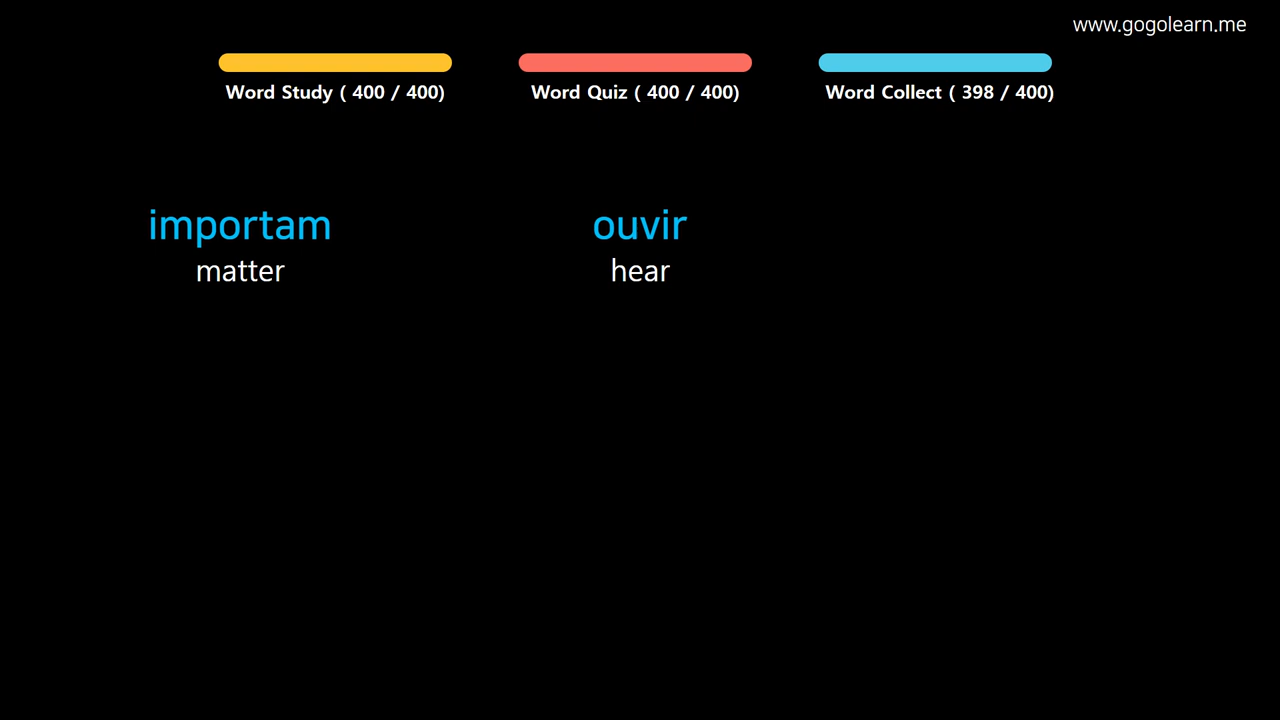 www.gogolearn.me
Word Study ( 400 / 400)
Word Quiz ( 400 / 400)
Word Collect ( 398 / 400)
importam
matter
ouvir
hear